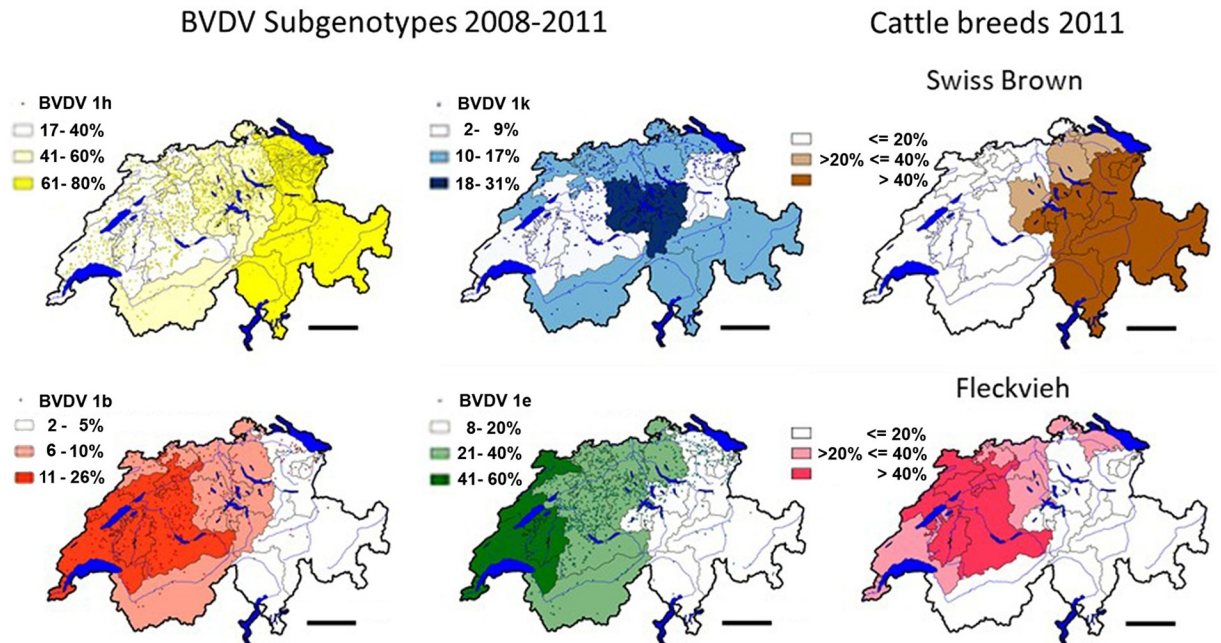 BVDV Subgenotypes 2008-2011
Cattle breeds 2011
Swiss Brown
BVDV 1h
17- 40%
41- 60%
61- 80%
BVDV 1k
2- 9%
10- 17%
18- 31%
<= 20%
>20% <= 40%
> 40%
Fleckvieh
BVDV 1b
2 - 5%
6 - 10%
11 - 26%
BVDV 1e
8- 20%
21- 40%
41- 60%
<= 20%
>20% <= 40%
> 40%